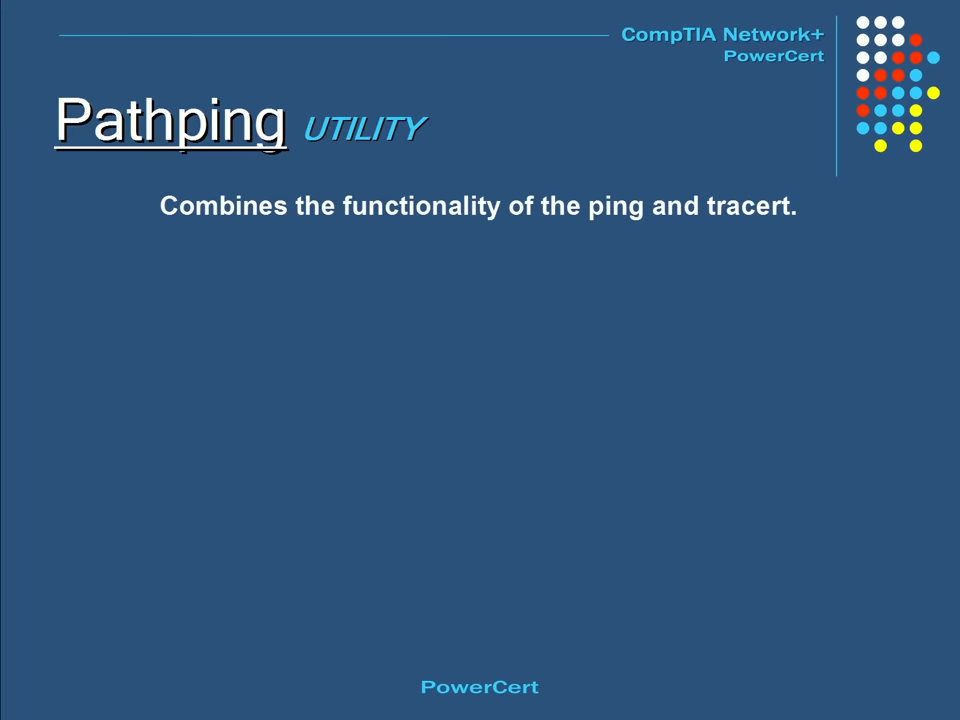 CompTIA Network+
PowerCert
Pathping UTILITY
Combines the functionality of the ping and tracert.
PowerCert